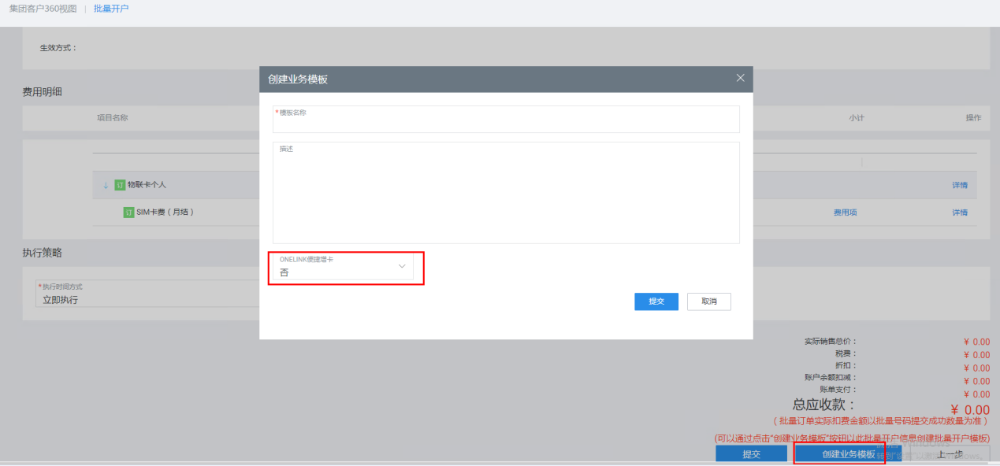 集团客户360视图 | 批量开户
生效方式：
创建业务模板
费用明细
*模板名称
项目名称
小计
操作
描述
订 物联卡个人
详情
订 SIM卡费（月结）
费用项
详情
执行策略
ONELINK便捷增卡
否
*执行时间方式
立即执行
提交
取消
实际销售总价： ¥ 0.00
税费： ¥ 0.00
折扣： ¥ 0.00
账户余额扣减： ¥ 0.00
账单支付： ¥ 0.00
总应收款： ¥ 0.00
（批量订单实际扣费金额以批量号码提交成功数量为准）
(可以通过点击"创建业务模板"按钮以此批量开户信息创建批量开户模板)
提交
创建业务模板
上一步